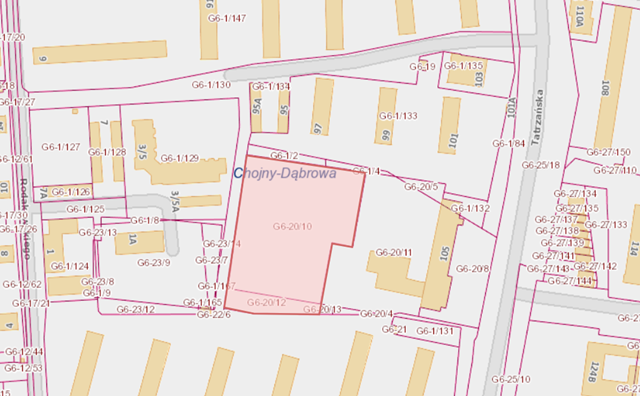 G6-1/147
16
110A
-17/20
9
G6-19
G6-1/135
103
-18
G6-1/130
G6-1/134
108
G6-17/27
95A
95
101A
Tatrzańska
97
G6-1/133
99
101
G6-1/127
7
G6-1/128
3/5
G6-1/129
G6-1/2
G6-1/84
G6-27/150
G6-12/61
G6-1/4
G6-25/18
G6-27/110
Chojny-Dąbrowa
10
7A
G6-1/126
3/5A
G6-20/5
G6-27/134
G6-1/125
G6-1/132
G6-27/135
-17/30
G6-1/8
G6-27/137
G6-27/133
G6-17/26
G6-23/13
G6-20/10
G6-27/138
1A
G6-23/14
105
G6-27/139
114
8
1
G6-20/11
G6-27/141
G6-23/9
G6-23/7
G6-27/142
G6-1/124
G6-20/8
G6-27/143
G6-12/62
G6-23/8
G6-1/167
G6-27/144
G6-1/9
G6-17/21
G6-1/165
G6-20/12
G6-23/12
G6-22/6
G6-20/13
G6-20/4
4
G6-21
G6-1/131
G6-12/44
G6-12/53
G6-25/10
124B